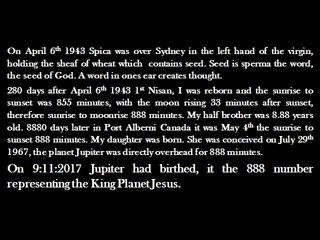 On April 6th 1943 Spica was over Sydney in the left hand of the virgin,
holding the sheaf of wheat which contains seed. Seed is sperma the word,
the seed of God. A word in ones ear creates thought.
280 days after April 6th 1943 1st Nisan, I was reborn and the sunrise to
sunset was 855 minutes, with the moon rising 33 minutes after sunset,
therefore sunrise to moonrise 888 minutes. My half brother was 8.88 years
old. 8880 days later in Port Alberni Canada it was May 4th the sunrise to
sunset 888 minutes. My daughter was born. She was conceived on July 29th
1967, the planet Jupiter was directly overhead for 888 minutes.
On 9:11:2017 Jupiter had birthed, it the 888 number
representing the King Planet Jesus.